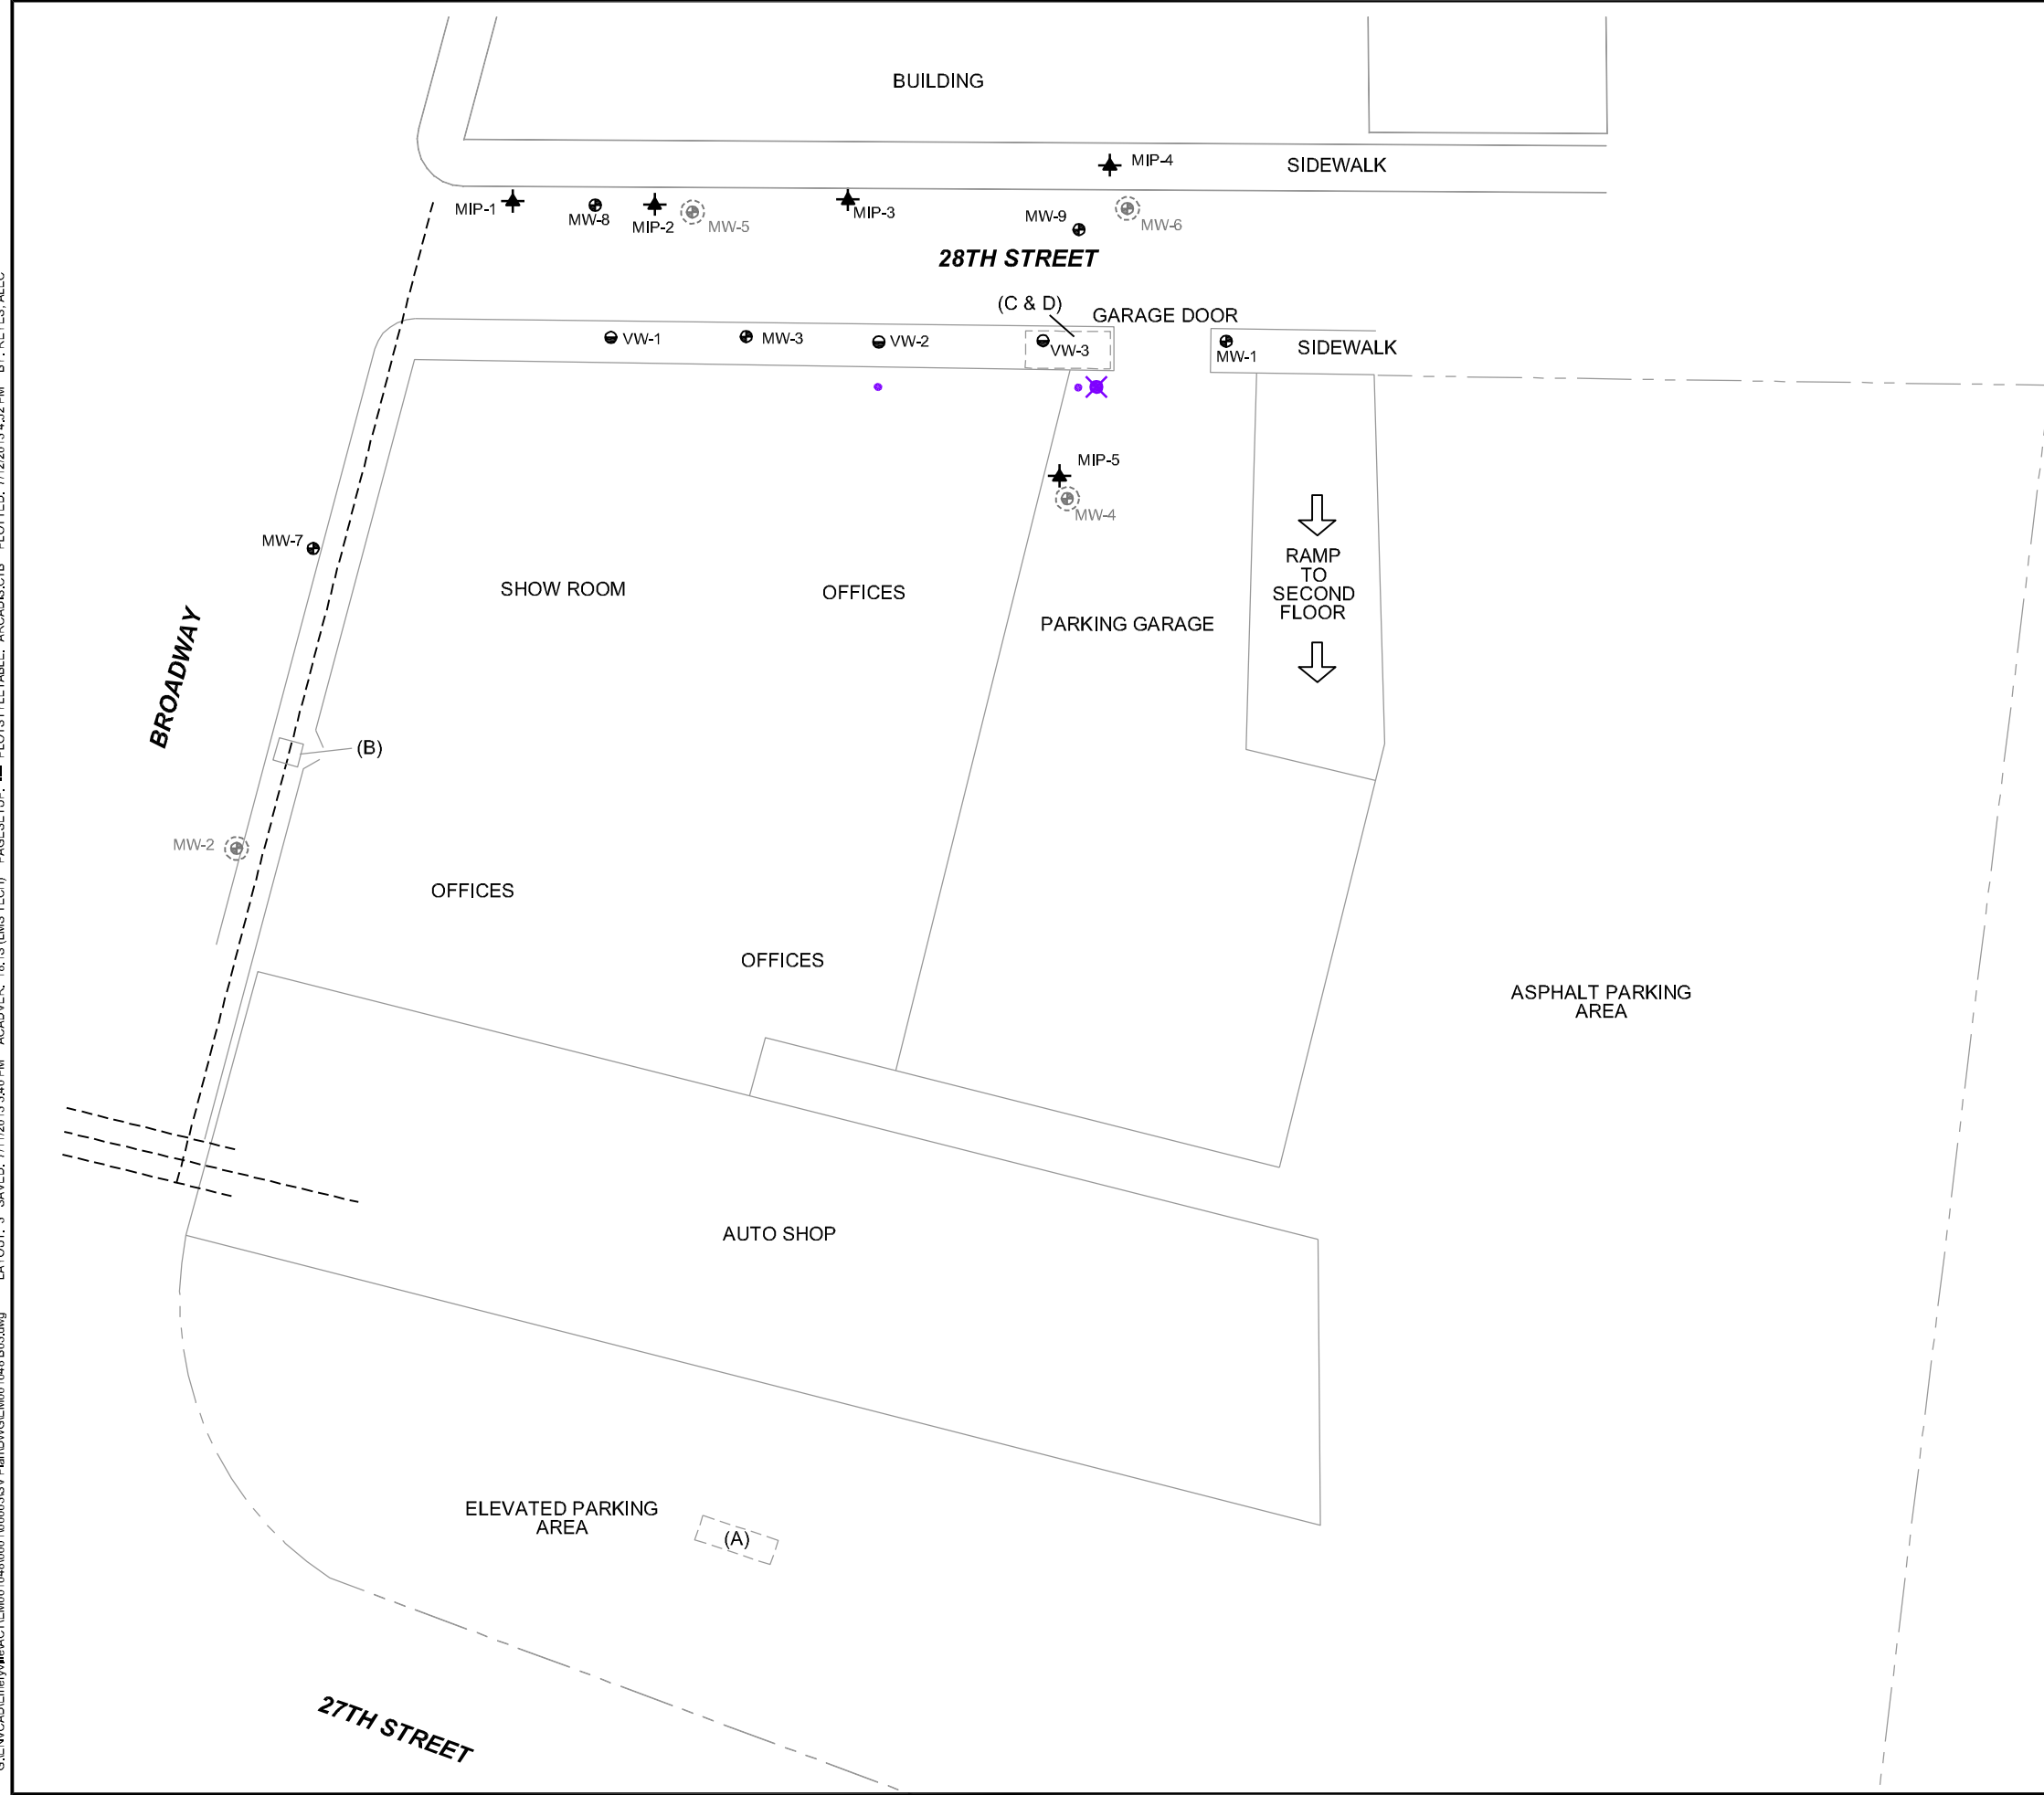 BUILDING
MIP-4
SIDEWALK
MIP-1
MW-8
MIP-2
MW-5
MIP-3
MW-9
MW-6
28TH STREET
(C & D)
GARAGE DOOR
VW-1
MW-3
VW-2
VW-3
MW-1
SIDEWALK
MIP-5
MW-4
MW-7
SHOW ROOM
OFFICES
RAMP
TO
SECOND
FLOOR
PARKING GARAGE
BROADWAY
(B)
MW-2
OFFICES
OFFICES
ASPHALT PARKING
AREA
AUTO SHOP
ELEVATED PARKING
AREA
(A)
27TH STREET